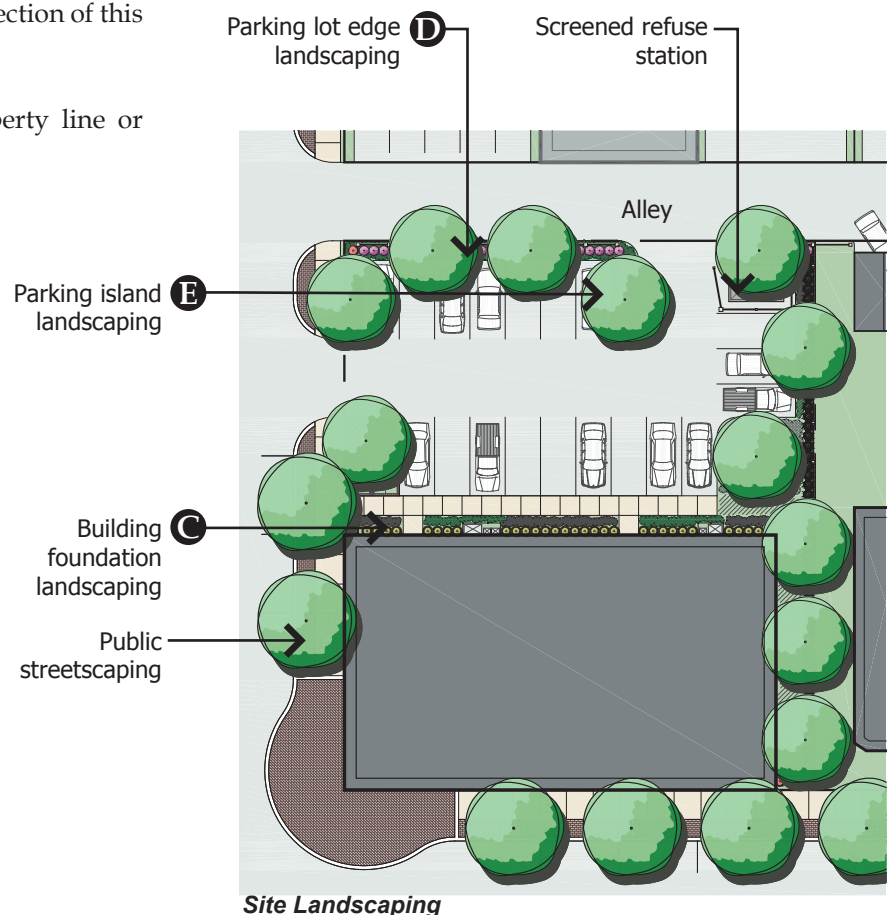 ection of this
perty line or
Parking lot edge D
landscaping
Screened refuse
station
Alley
Parking island E
landscaping
Building C
foundation
landscaping
Public
streetscaping
Site Landscaping